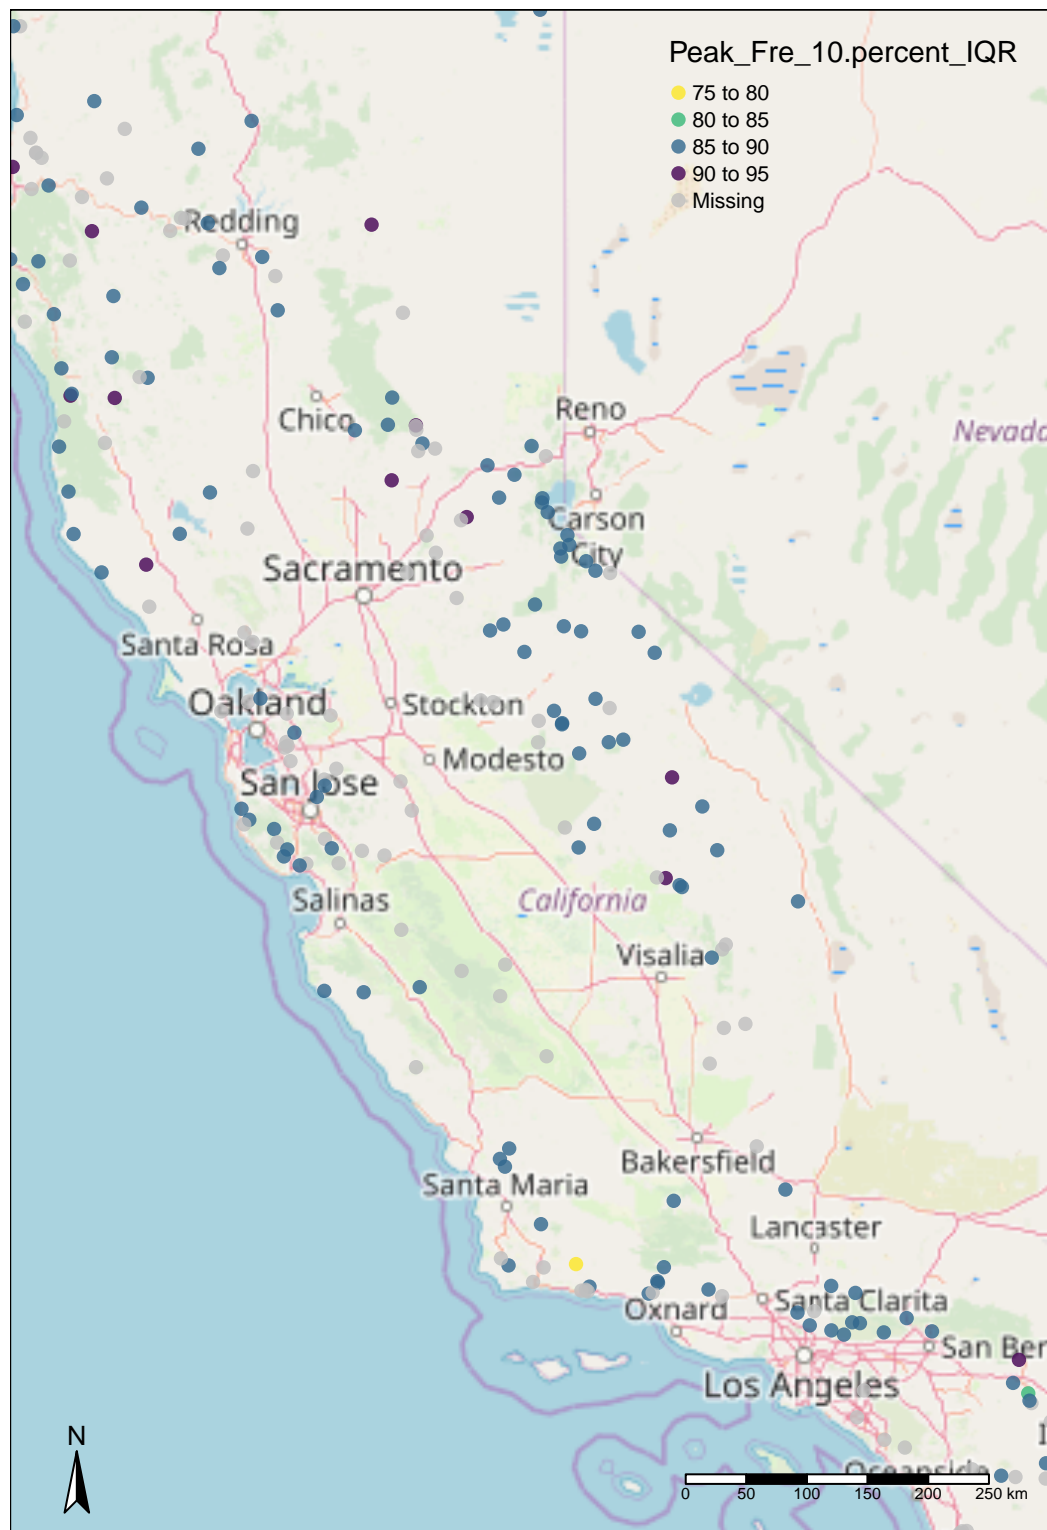 Peak_Fre_10.percent_IQR
75 to 80
80 to 85
85 to 90
90 to 95
Missing
Redding
Chico
Reno
Nevada
Carson
City
Sacramento
Santa Rosa
Oakland
Stockton
Modesto
San Jose
Salinas
California
Visalia
Bakersfield
Santa Maria
Lancaster
Santa Clarita
Oxnard
San Ber
Los Angeles
Oceanside
N
0 50 100 150 200 250 km